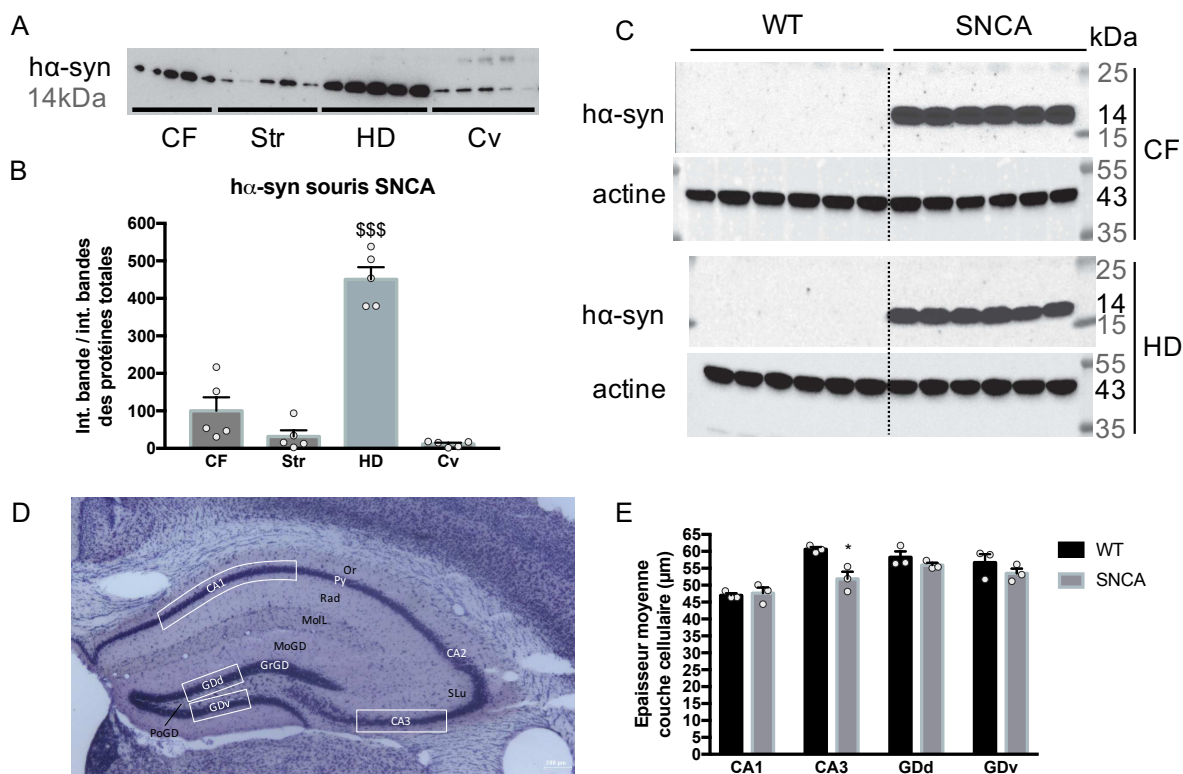 A
hα-syn
14kDa
CF Str HD Cv
B
hα-syn souris SNCA
Int. bande / int. bandes
des protéines totales
600
500
400
300
200
100
0
$$$
CF Str HD Cv
C
WT SNCA kDa
hα-syn
25
14
15
actine
55
43
35
CF
hα-syn
25
14
15
actine
55
43
35
HD
D
CA1
Or
Py
Rad
MolL
MoGD
CA2
GrGD
GDd
GDv
SLu
CA3
PoGD
E
Epaisseur moyenne
couche cellulaire (µm)
65
60
55
50
45
40
35
30
25
20
15
10
5
0
*
CA1 CA3 GDd GDv
WT
SNCA